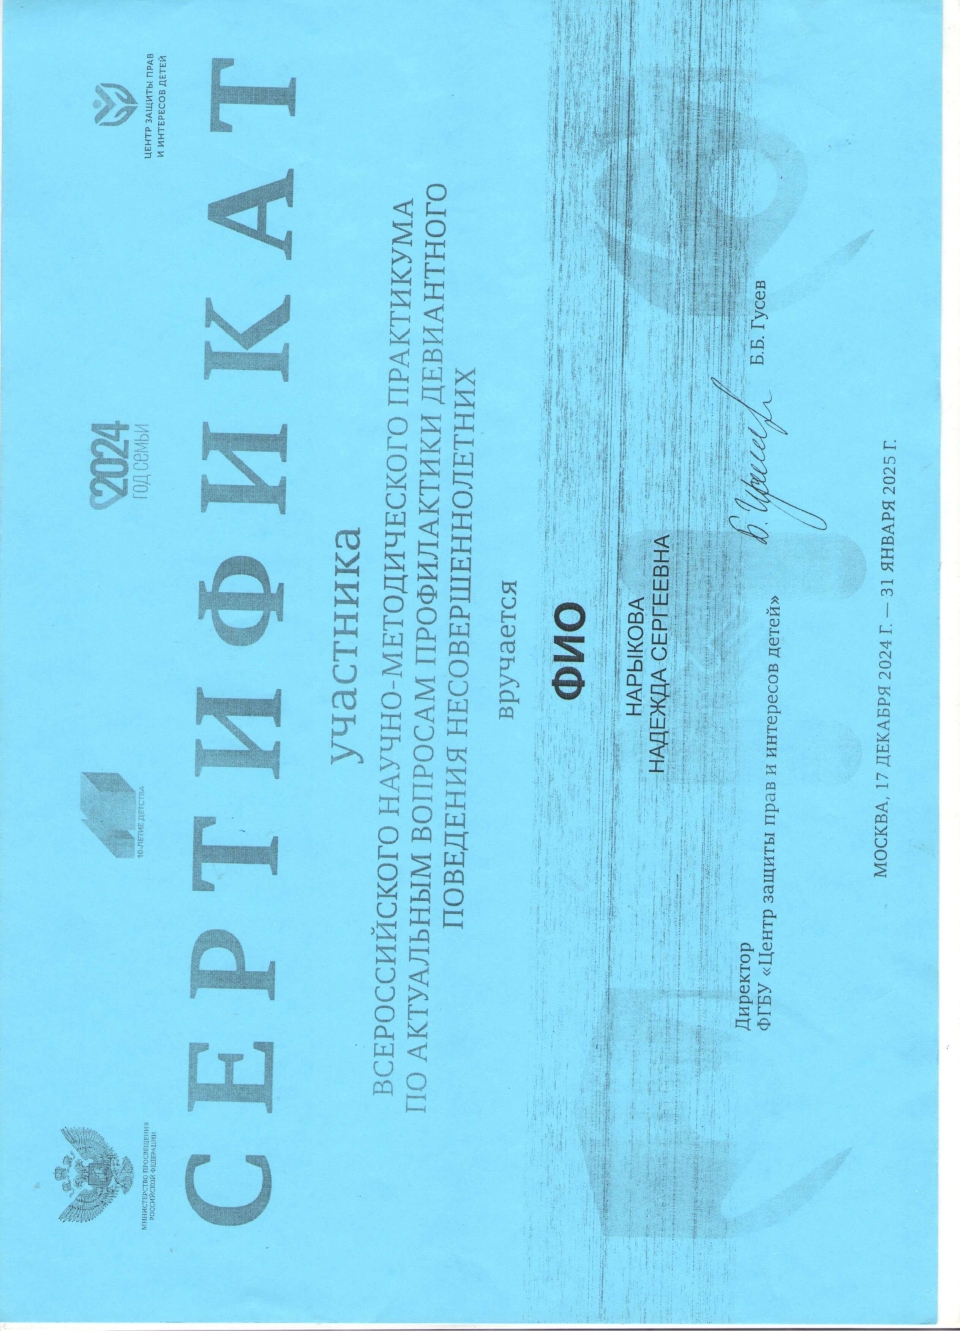 МИНИСТЕРСТВО ПРОСВЕЩЕНИЯ
РОССИЙСКОЙ ФЕДЕРАЦИИ
10-ЛЕТИЕ ДЕТСТВА
2024
ГОД СЕМЬИ
ЦЕНТР ЗАЩИТЫ ПРАВ
И ИНТЕРЕСОВ ДЕТЕЙ
СЕРТИФИКАТ
участника
ВСЕРОССИЙСКОГО НАУЧНО-МЕТОДИЧЕСКОГО ПРАКТИКУМА
ПО АКТУАЛЬНЫМ ВОПРОСАМ ПРОФИЛАКТИКИ ДЕВИАНТНОГО
ПОВЕДЕНИЯ НЕСОВЕРШЕННОЛЕТНИХ
вручается
ФИО
НАРЫКОВА
НАДЕЖДА СЕРГЕЕВНА
Директор
ФГБУ «Центр защиты прав и интересов детей»
Б.Б. Гусев
МОСКВА, 17 ДЕКАБРЯ 2024 Г. — 31 ЯНВАРЯ 2025 Г.